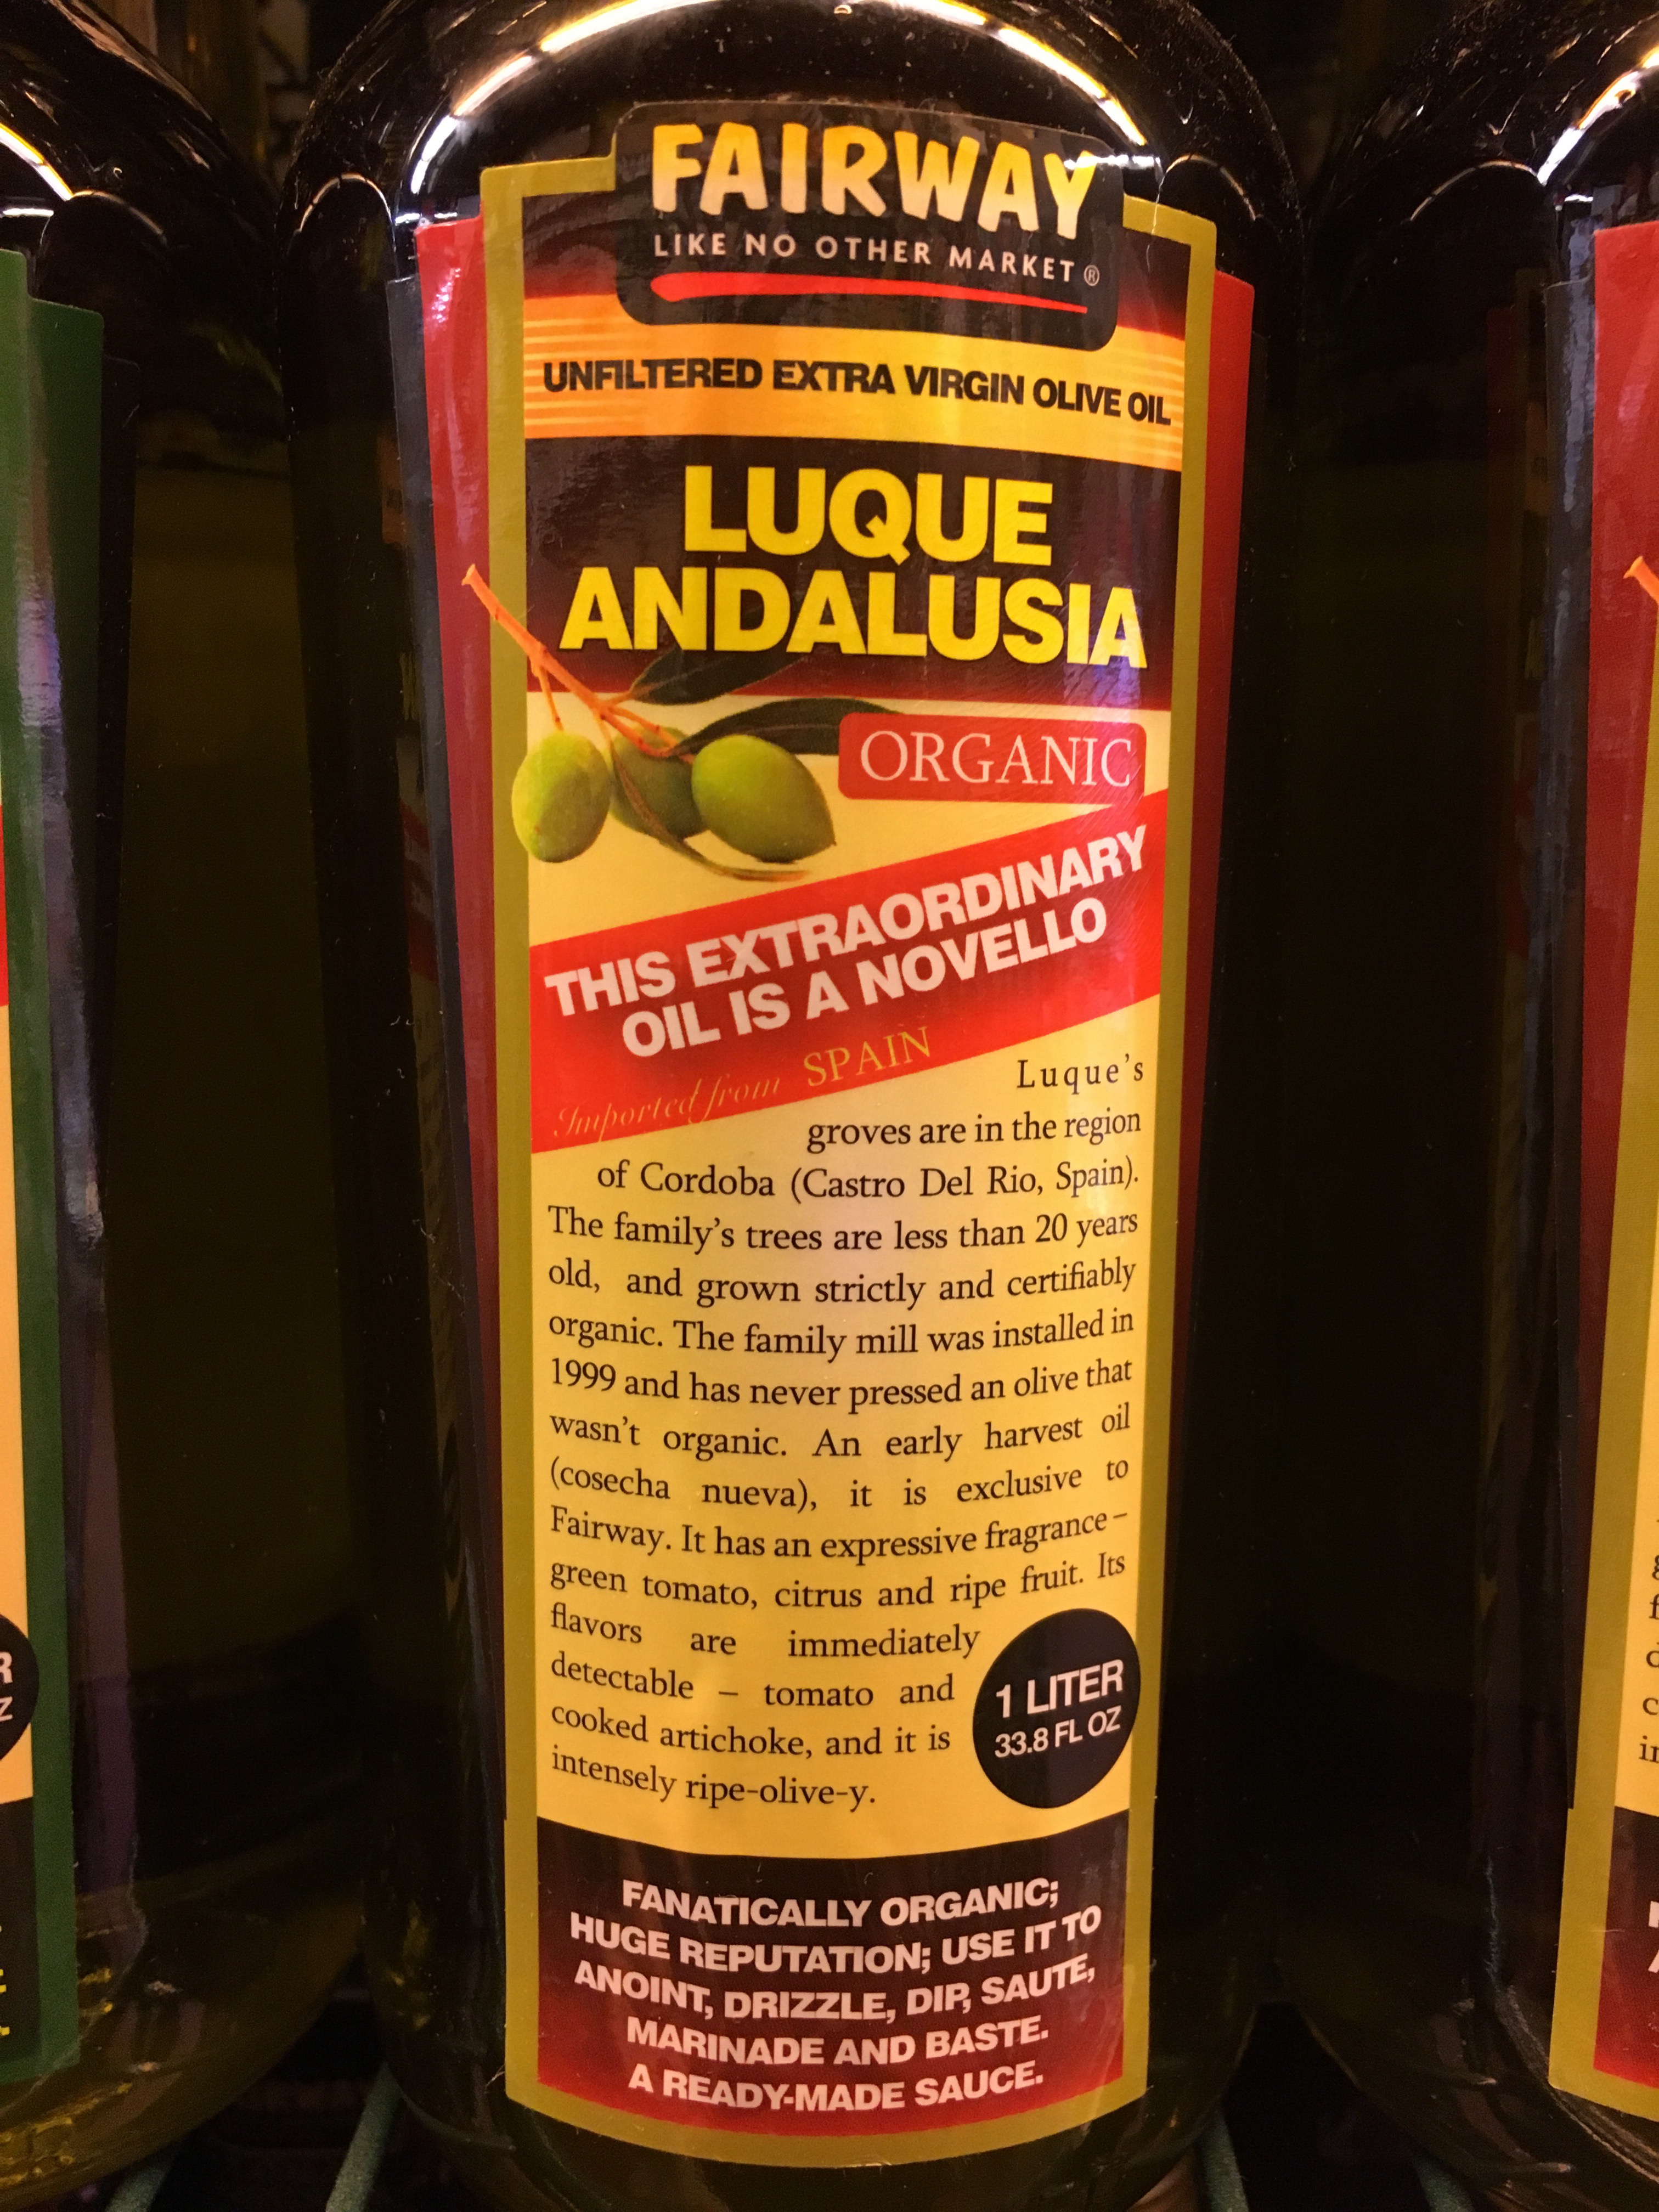 FAIRWAY
LIKE NO OTHER MARKET®
UNFILTERED EXTRA VIRGIN OLIVE OIL
LUQUE
ANDALUSIA
ORGANIC
THIS EXTRAORDINARY
OIL IS A NOVELLO
Imported from SPAIN
Luque's
groves are in the region
of Cordoba (Castro Del Rio, Spain).
The family's trees are less than 20 years
old, and grown strictly and certifiably
organic. The family mill was installed in
1999 and has never pressed an olive that
wasn't organic. An early harvest oil
(cosecha nueva), it is exclusive to
Fairway. It has an expressive fragrance –
green tomato, citrus and ripe fruit. Its
flavors are immediately
detectable – tomato and
cooked artichoke, and it is
intensely ripe-olive-y.
1 LITER
33.8 FL OZ
FANATICALLY ORGANIC;
HUGE REPUTATION; USE IT TO
ANOINT, DRIZZLE, DIP, SAUTE,
MARINADE AND BASTE.
A READY-MADE SAUCE.